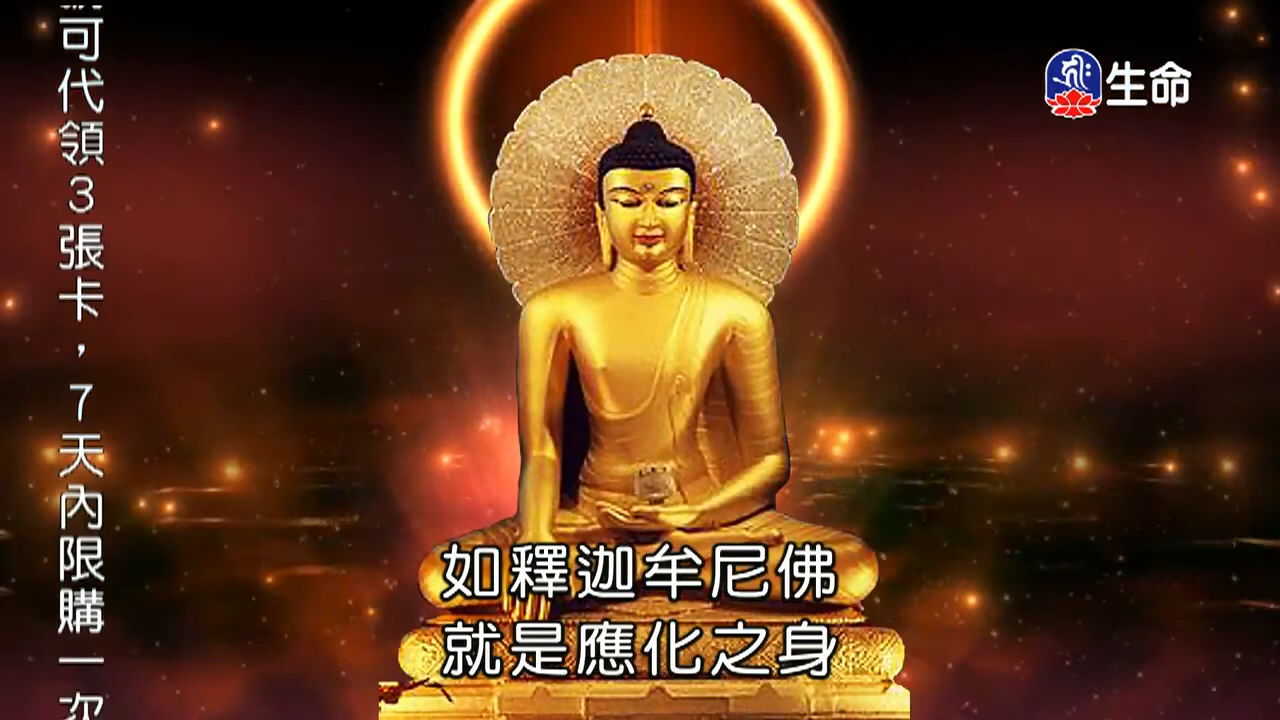 可代領3張卡，7天內限購一次
生命
如釋迦牟尼佛
就是應化之身